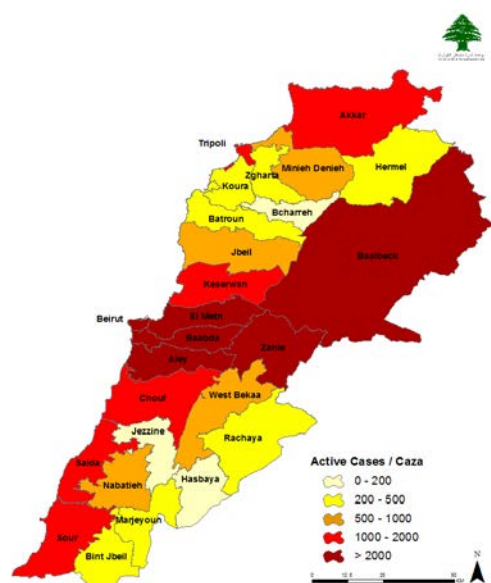 Akkar
Tripoli
Minieh Denieh
Zgharta
Hermel
Koura
Bcharreh
Batroun
Jbeil
Baalbeck
Keserwan
El Metn
Beirut
Baabda
Zahle
Aley
Chouf
West Bekaa
Jezzine
Rachaya
Saida
Hasbaya
Nabatieh
Marjeyoun
Sour
Bint Jbeil
Active Cases / Caza
0 - 200
200 - 500
500 - 1000
1000 - 2000
> 2000
N